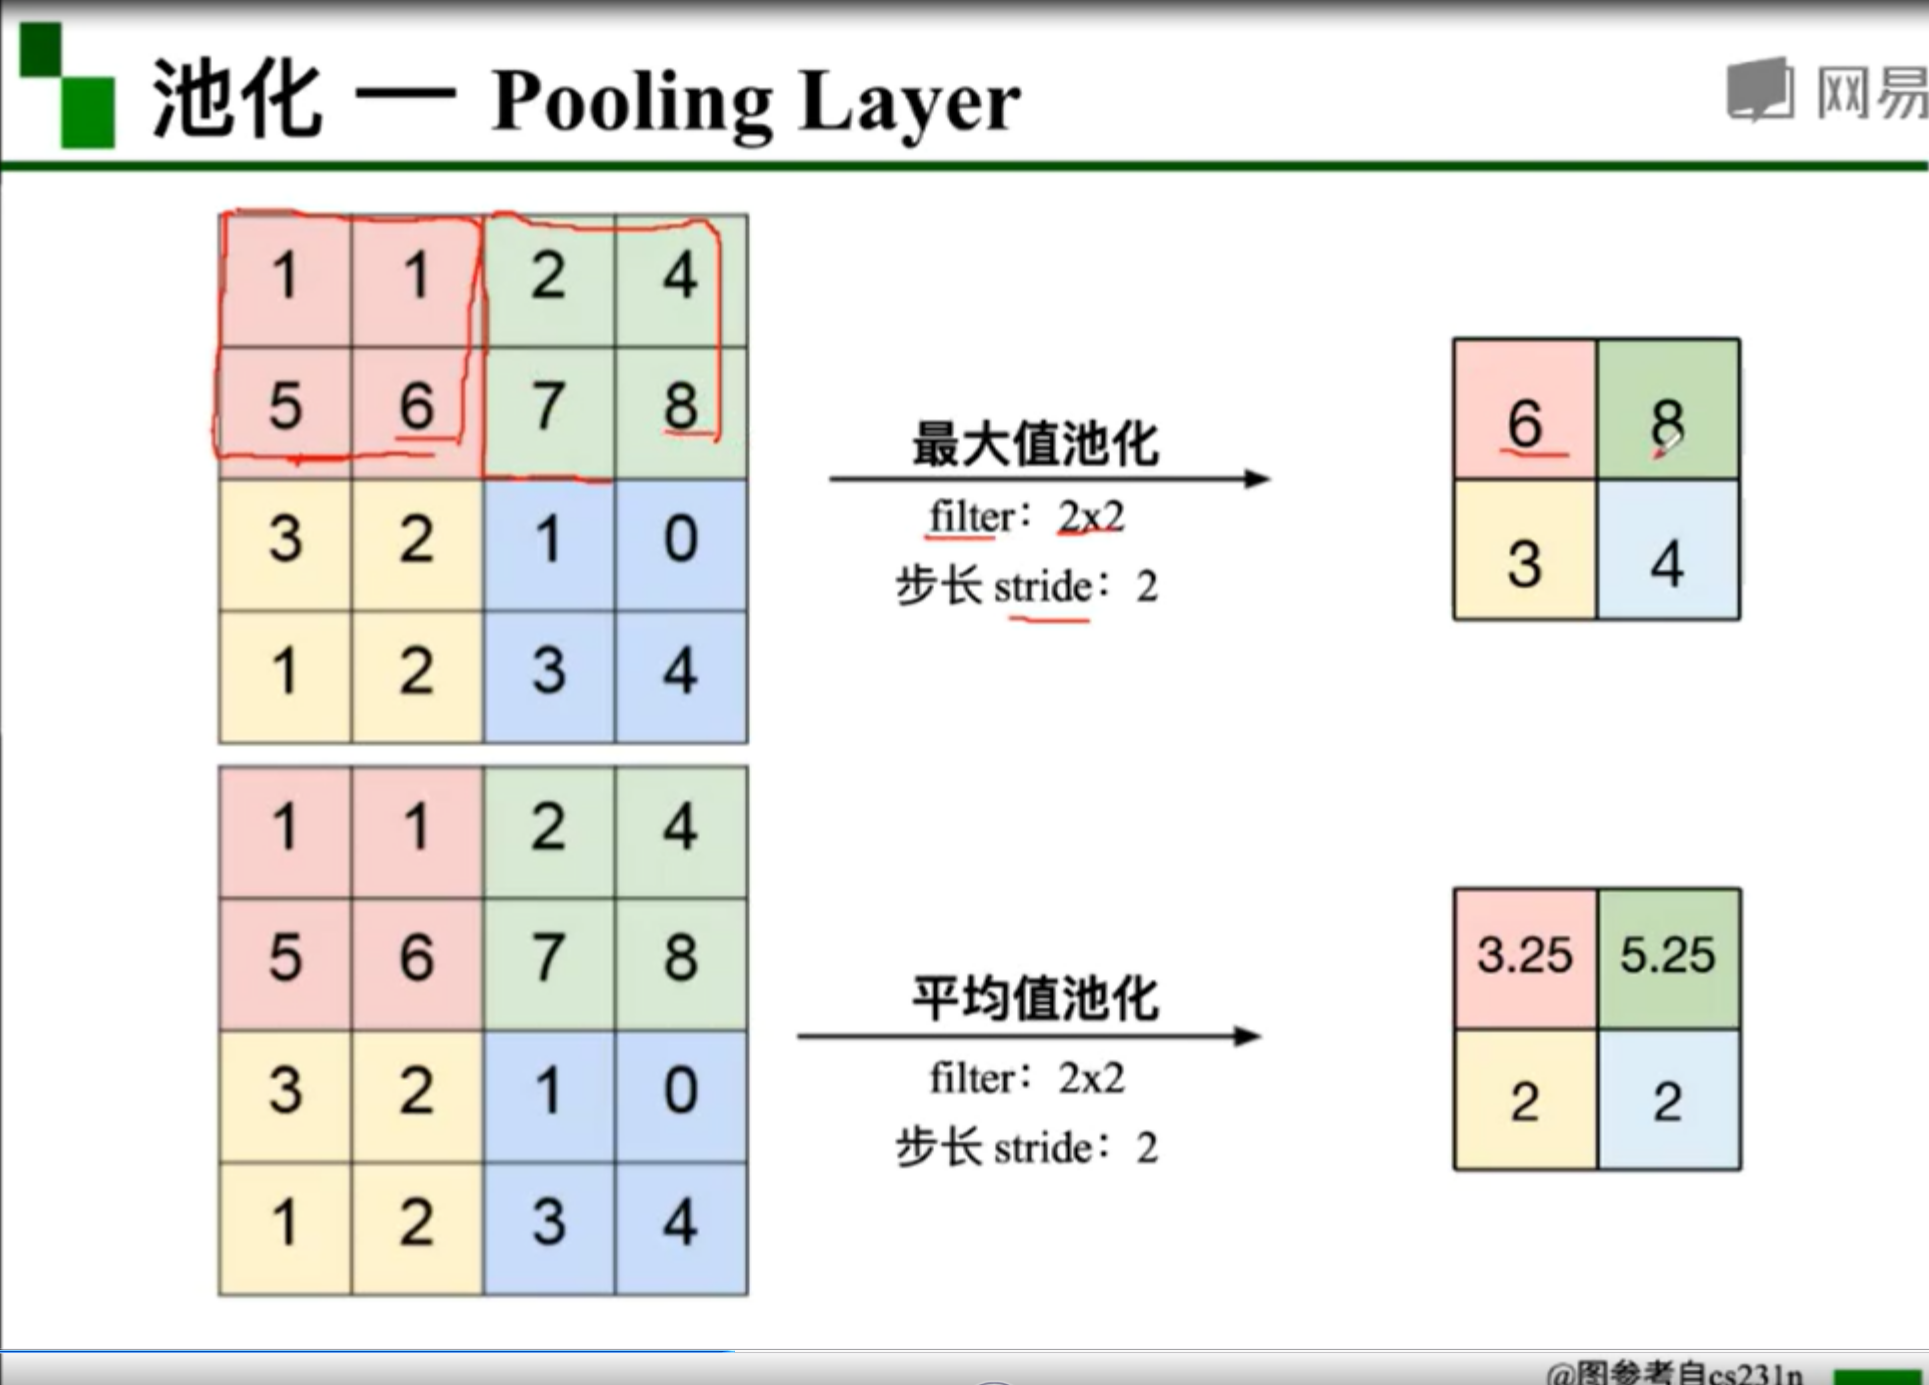 池化 — Pooling Layer
网易
1 1 2 4
5 6 7 8
3 2 1 0
1 2 3 4
最大值池化
filter：2x2
步长 stride：2
6 8
3 4
1 1 2 4
5 6 7 8
3 2 1 0
1 2 3 4
平均值池化
filter：2x2
步长 stride：2
3.25 5.25
2 2
@图参考自cs231n